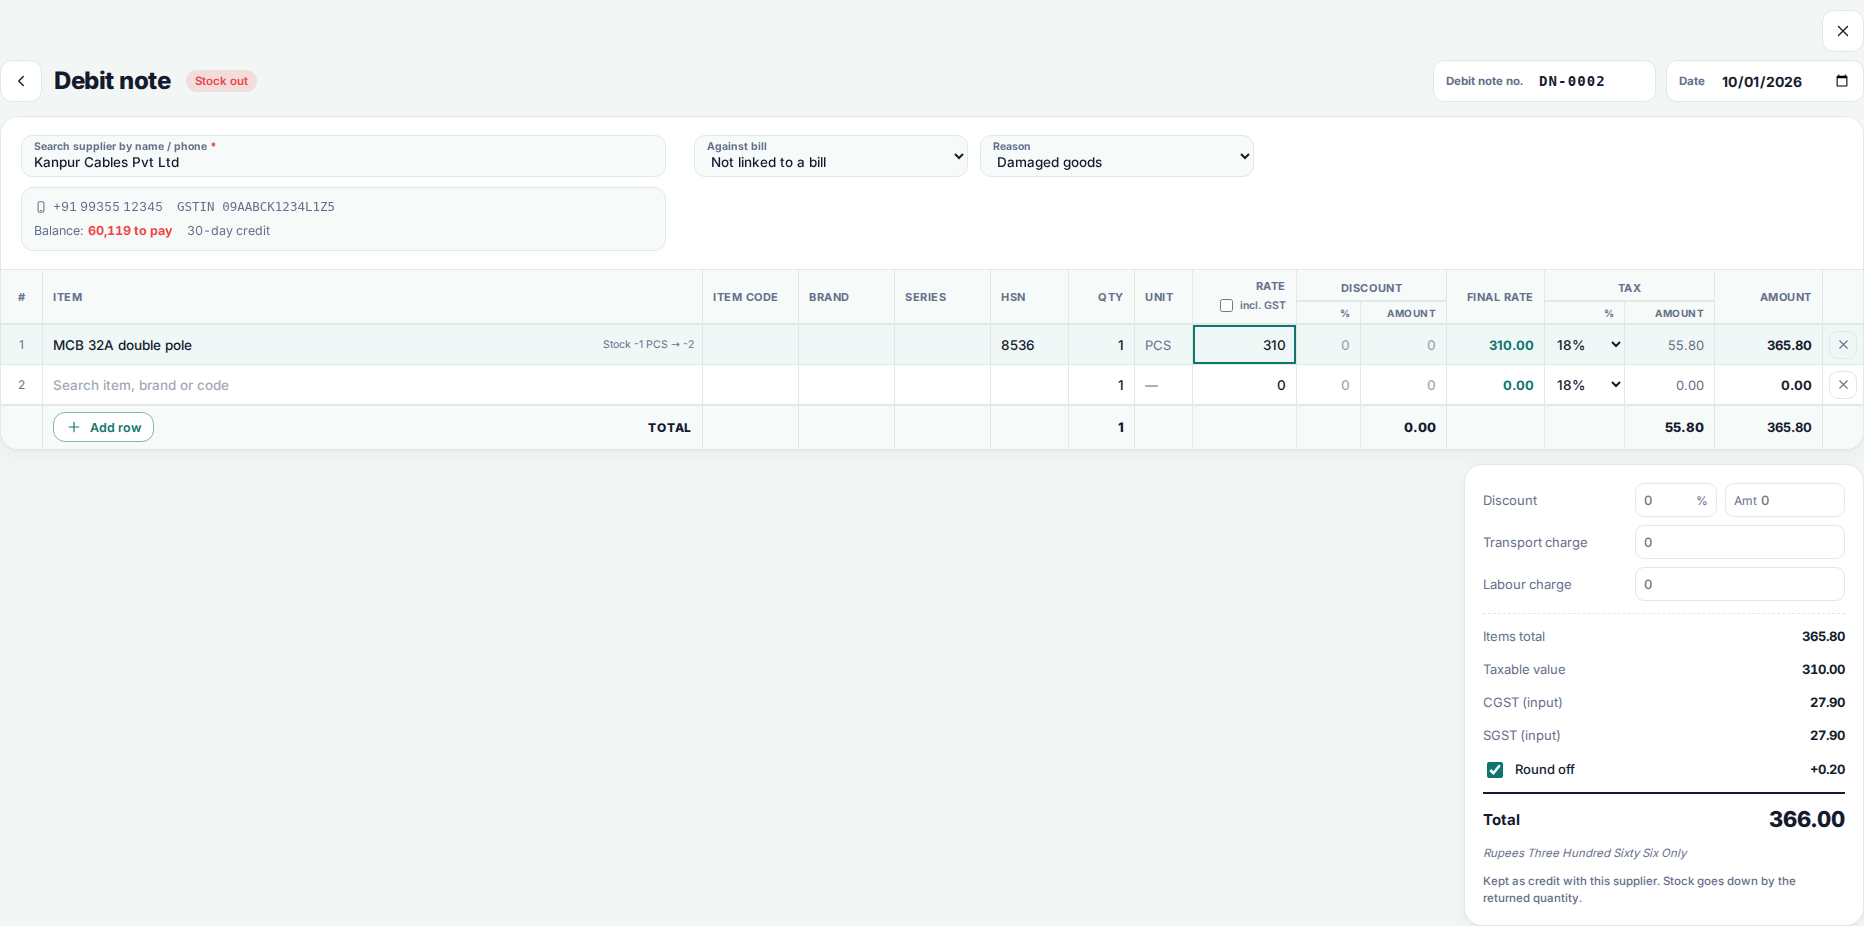 Debit note
Stock out
Debit note no. DN-0002
Date 10/01/2026
Search supplier by name / phone *
Kanpur Cables Pvt Ltd
Against bill
Not linked to a bill
Reason
Damaged goods
+91 99355 12345 GSTIN 09AABCK1234L1Z5
Balance: 60,119 to pay 30-day credit
# ITEM ITEM CODE BRAND SERIES HSN QTY UNIT RATE incl. GST DISCOUNT % AMOUNT FINAL RATE TAX % AMOUNT AMOUNT
1 MCB 32A double pole Stock -1 PCS → -2 8536 1 PCS 310 0 0 310.00 18% 55.80 365.80
2 Search item, brand or code 1 — 0 0 0 0.00 18% 0.00 0.00
+ Add row TOTAL 1 0.00 55.80 365.80
Discount 0 % Amt 0
Transport charge 0
Labour charge 0
Items total 365.80
Taxable value 310.00
CGST (input) 27.90
SGST (input) 27.90
Round off +0.20
Total 366.00
Rupees Three Hundred Sixty Six Only
Kept as credit with this supplier. Stock goes down by the
returned quantity.